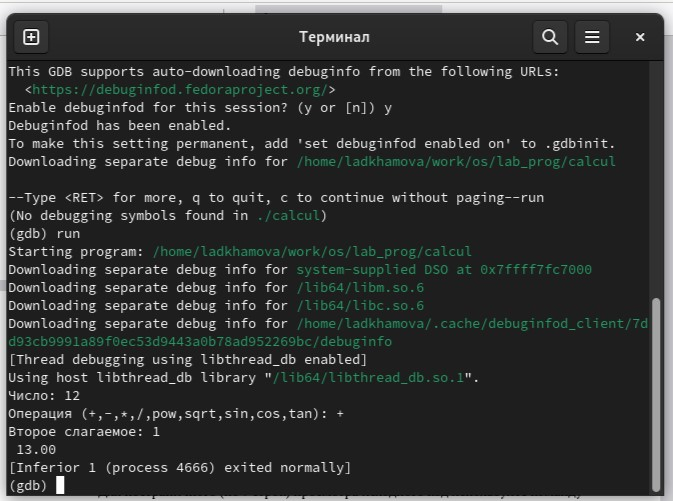 Терминал
This GDB supports auto-downloading debuginfo from the following URLs:
<https://debuginfod.fedoraproject.org/>
Enable debuginfod for this session? (y or [n]) y
Debuginfod has been enabled.
To make this setting permanent, add 'set debuginfod enabled on' to .gdbinit.
Downloading separate debug info for /home/ladkhamova/work/os/lab_prog/calcul
--Type <RET> for more, q to quit, c to continue without paging--run
(No debugging symbols found in ./calcul)
(gdb) run
Starting program: /home/ladkhamova/work/os/lab_prog/calcul
Downloading separate debug info for system-supplied DSO at 0x7ffff7fc7000
Downloading separate debug info for /lib64/libm.so.6
Downloading separate debug info for /lib64/libc.so.6
Downloading separate debug info for /home/ladkhamova/.cache/debuginfod_client/7d
d93cb9991a89f0ec53d9443a0b78ad952269bc/debuginfo
[Thread debugging using libthread_db enabled]
Using host libthread_db library "/lib64/libthread_db.so.1".
Число: 12
Операция (+,-,*,/,pow,sqrt,sin,cos,tan): +
Второе слагаемое: 1
13.00
[Inferior 1 (process 4666) exited normally]
(gdb)